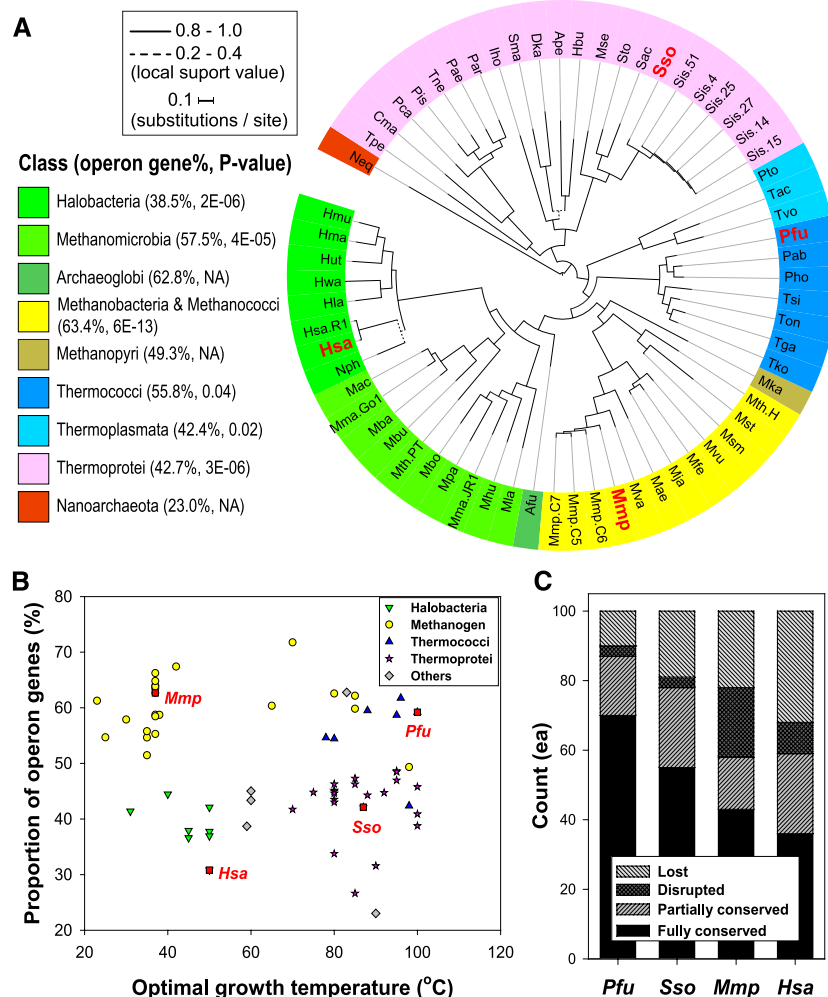 A
0.8 - 1.0
0.2 - 0.4
(local suport value)
0.1
(substitutions / site)
Class (operon gene%, P-value)
Halobacteria (38.5%, 2E-06)
Methanomicrobia (57.5%, 4E-05)
Archaeoglobi (62.8%, NA)
Methanobacteria & Methanococci
(63.4%, 6E-13)
Methanopyri (49.3%, NA)
Thermococci (55.8%, 0.04)
Thermoplasmata (42.4%, 0.02)
Thermoprotei (42.7%, 3E-06)
Nanoarchaeota (23.0%, NA)
Neq
Tpe
Cma
Pca
Pis
Tne
Pae
Par
Iho
Sma
Dka
Ape
Hbu
Mse
Sto
Sac
Sso
Sis.51
Sis.4
Sis.25
Sis.27
Sis.14
Sis.15
Pto
Tac
Tvo
Pfu
Pab
Pho
Tsi
Ton
Tga
Tko
Mka
Mth.H
Mst
Msm
Mvu
Mfe
Mja
Mae
Mva
Mmp
Mmp.C6
Mmp.C5
Mmp.C7
Afu
Mla
Mhu
Mma.JR1
Mpa
Mbo
Mth.PT
Mbu
Mba
Mma.Go1
Mac
Nph
Hsa
Hsa.R1
Hla
Hwa
Hut
Hma
Hmu
B
Proportion of operon genes (%)
80
70
60
50
40
30
20
Halobacteria
Methanogen
Thermococci
Thermoprotei
Others
Mmp
Pfu
Sso
Hsa
20 40 60 80 100 120
Optimal growth temperature (°C)
C
Count (ea)
100
80
60
40
20
0
Lost
Disrupted
Partially conserved
Fully conserved
Pfu Sso Mmp Hsa